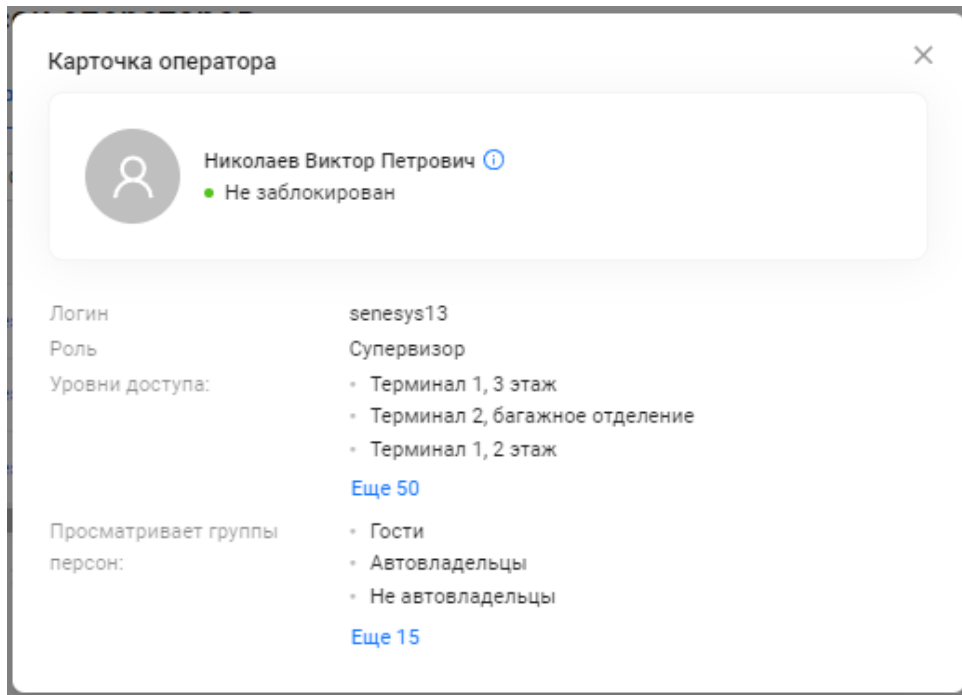 Карточка оператора
Николаев Виктор Петрович
Не заблокирован
Логин
senesys13
Роль
Супервизор
Уровни доступа:
Терминал 1, 3 этаж
Терминал 2, багажное отделение
Терминал 1, 2 этаж
Еще 50
Просматривает группы
персон:
Гости
Автовладельцы
Не автовладельцы
Еще 15